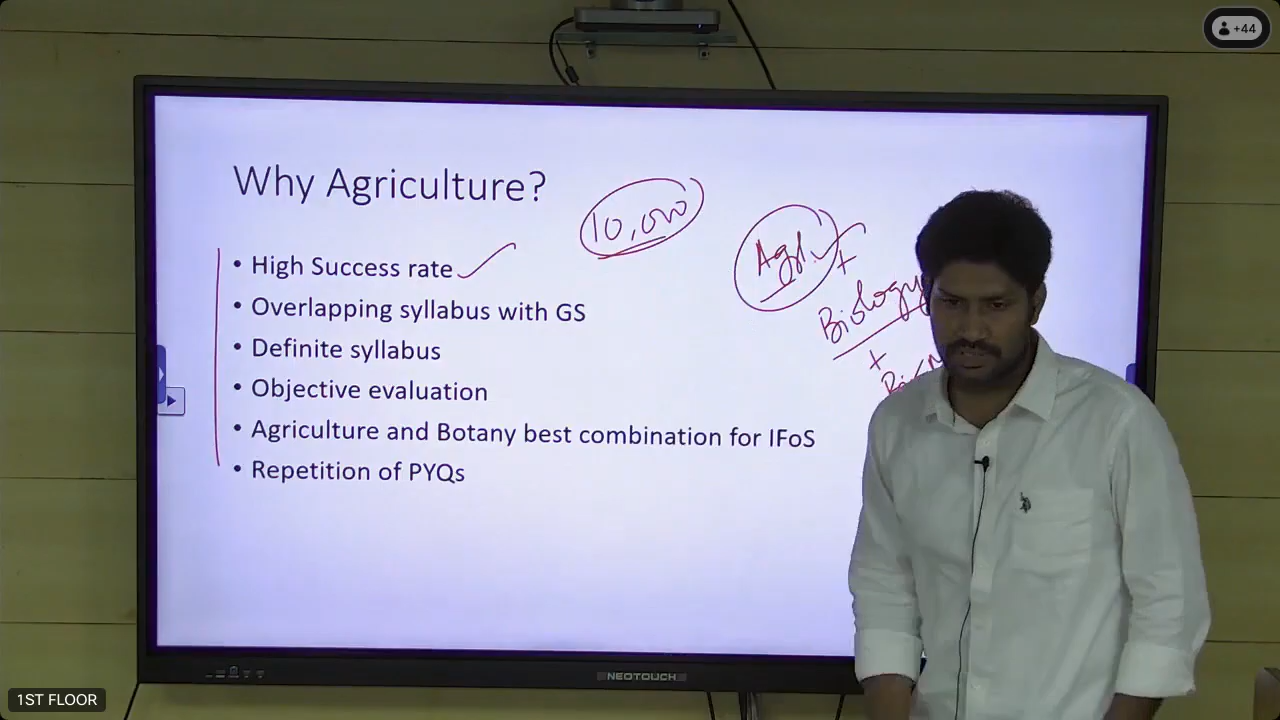 +44
Why Agriculture?
10,000
Agri.
+
Biology
+
• High Success rate
• Overlapping syllabus with GS
• Definite syllabus
• Objective evaluation
• Agriculture and Botany best combination for IFoS
• Repetition of PYQs
NEOTOUCH
1ST FLOOR